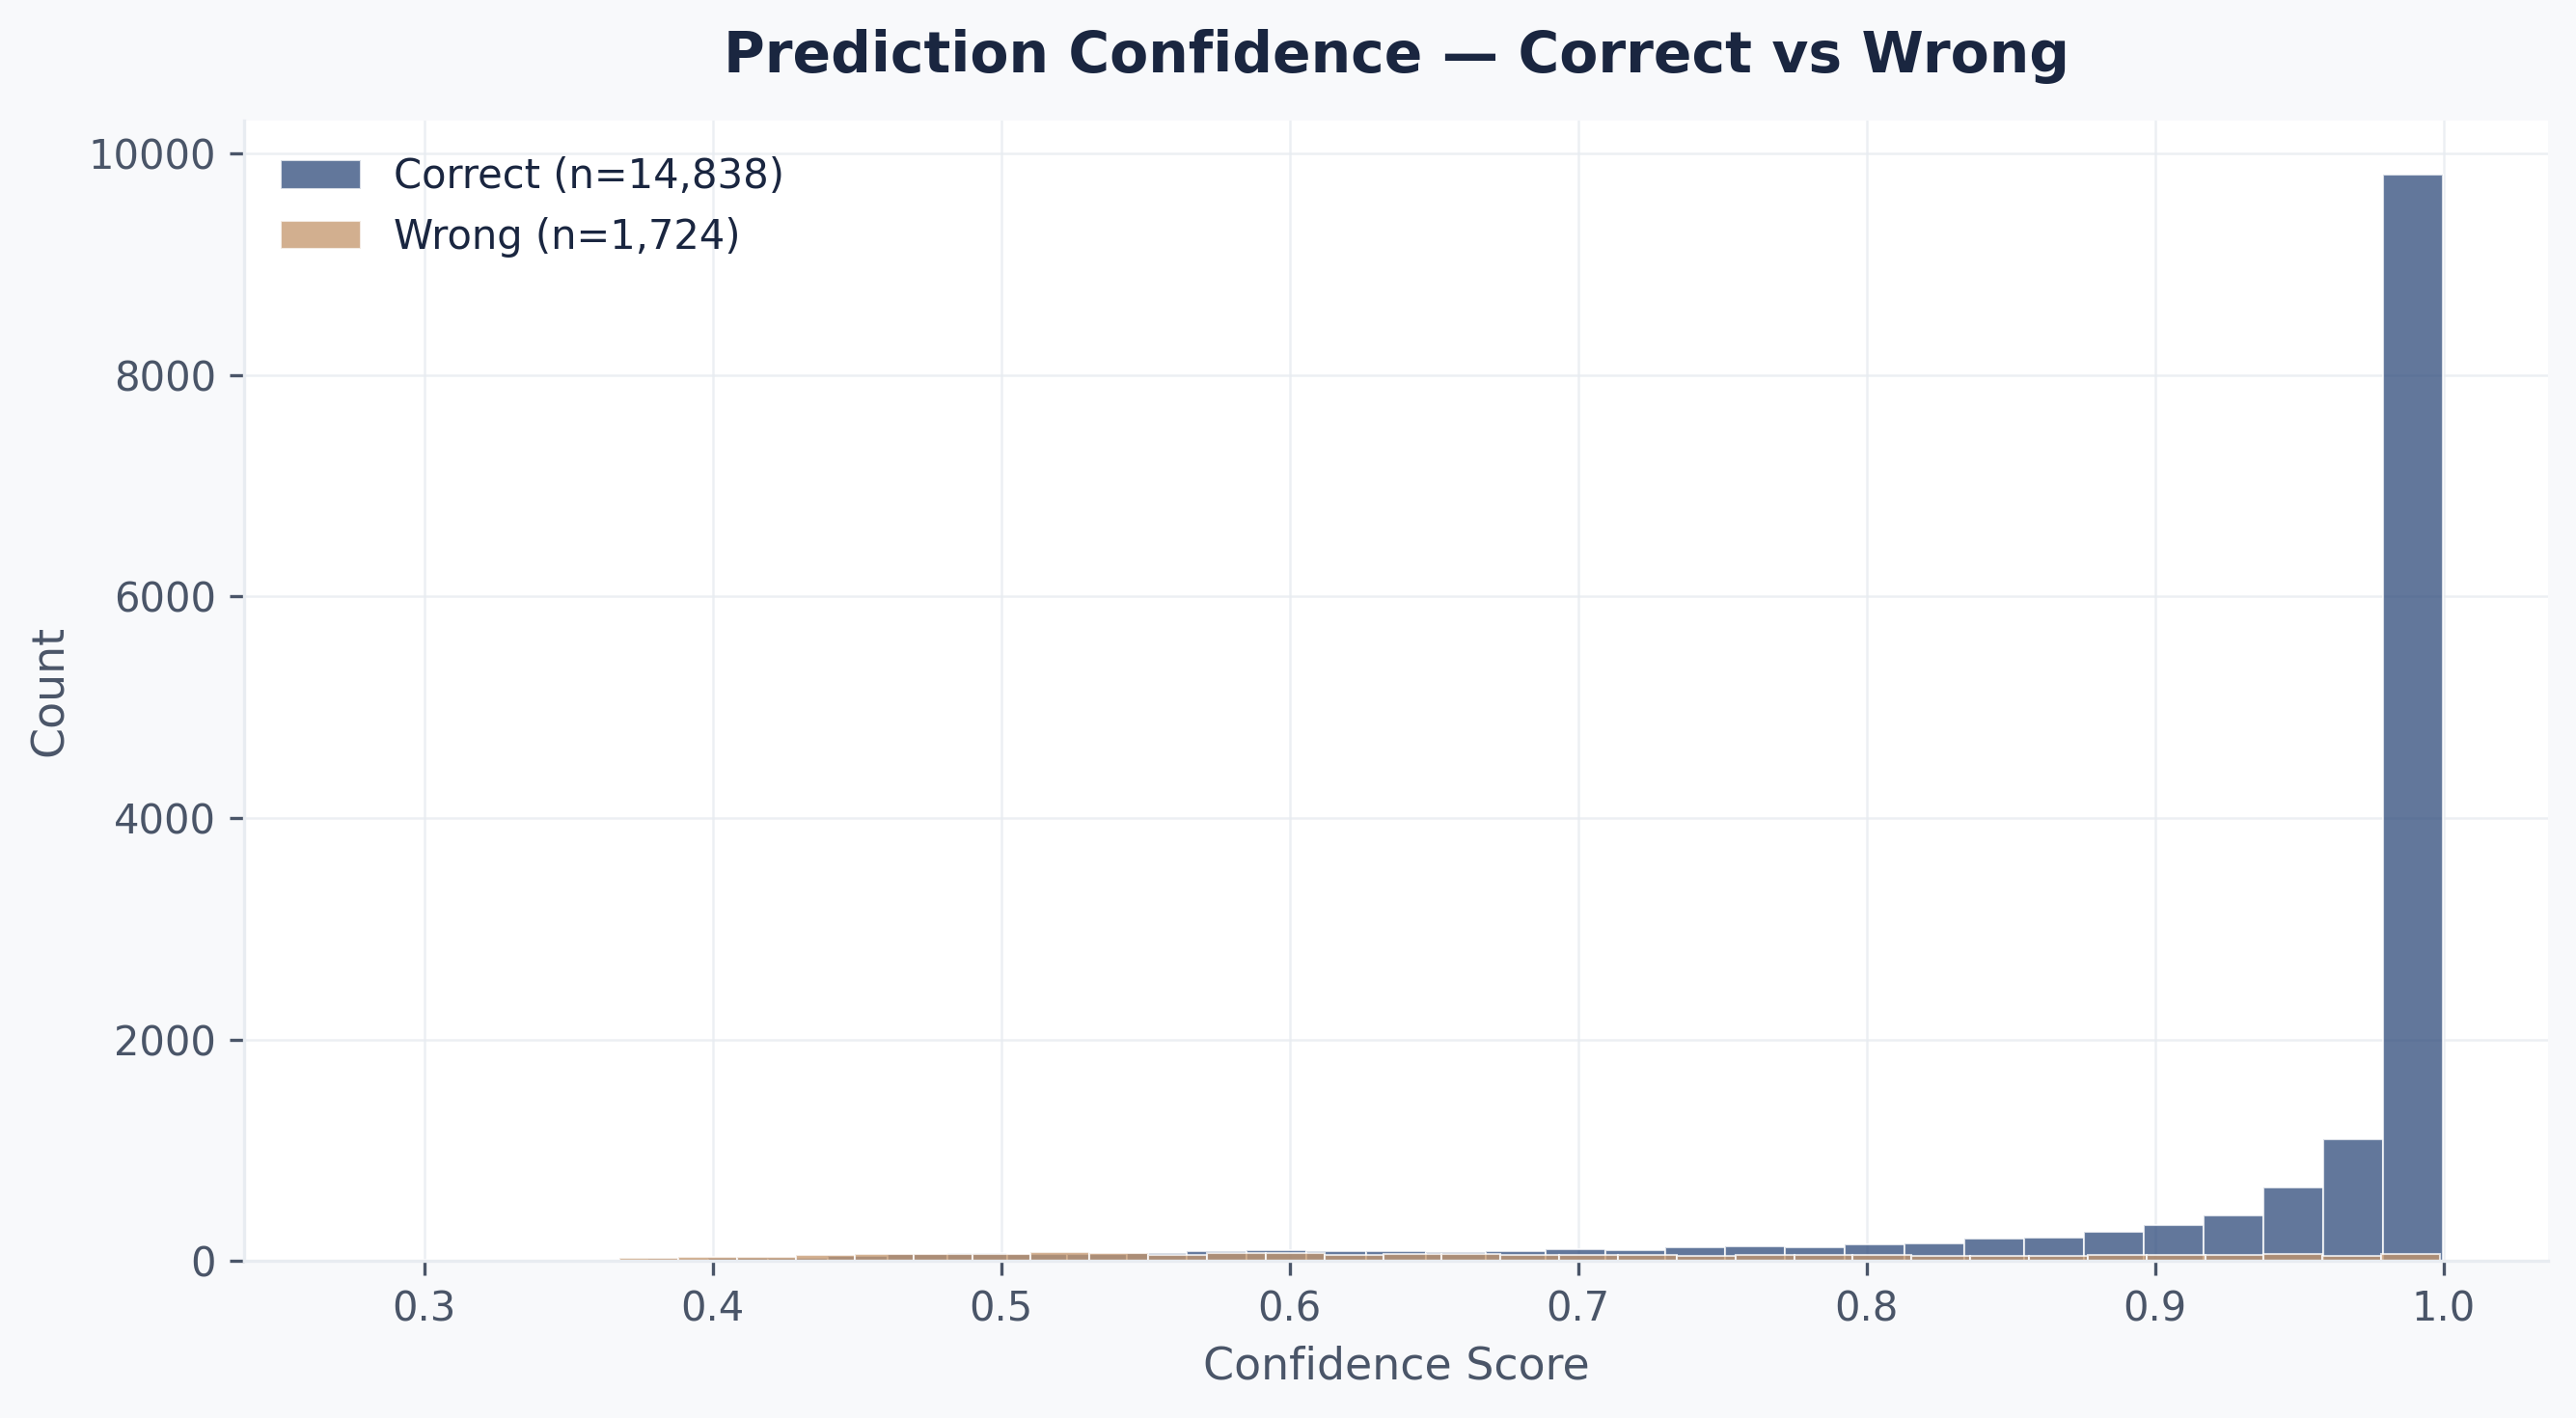 Prediction Confidence — Correct vs Wrong
Correct (n=14,838)
Wrong (n=1,724)
Count
10000
8000
6000
4000
2000
0
0.3 0.4 0.5 0.6 0.7 0.8 0.9 1.0
Confidence Score